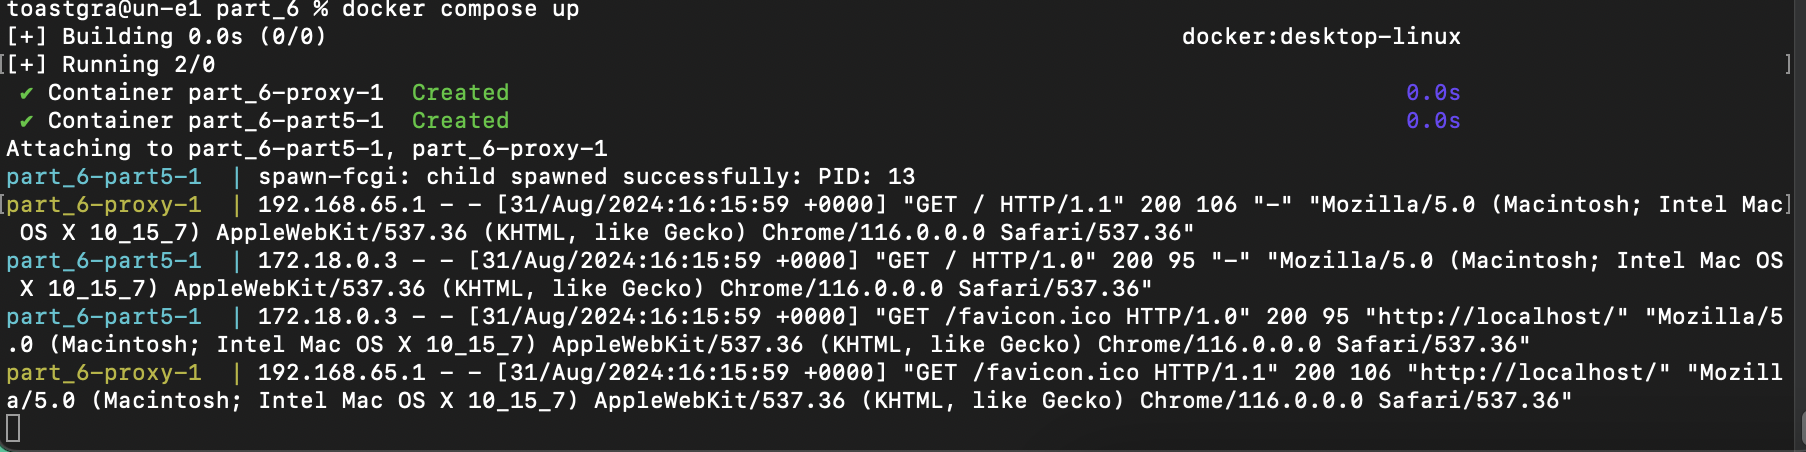 toastgra@un-e1 part_6 % docker compose up
[+] Building 0.0s (0/0) docker:desktop-linux
[[+] Running 2/0 ]
✔ Container part_6-proxy-1 Created 0.0s
✔ Container part_6-part5-1 Created 0.0s
Attaching to part_6-part5-1, part_6-proxy-1
part_6-part5-1 | spawn-fcgi: child spawned successfully: PID: 13
[part_6-proxy-1 | 192.168.65.1 - - [31/Aug/2024:16:15:59 +0000] "GET / HTTP/1.1" 200 106 "-" "Mozilla/5.0 (Macintosh; Intel Mac]
OS X 10_15_7) AppleWebKit/537.36 (KHTML, like Gecko) Chrome/116.0.0.0 Safari/537.36"
part_6-part5-1 | 172.18.0.3 - - [31/Aug/2024:16:15:59 +0000] "GET / HTTP/1.0" 200 95 "-" "Mozilla/5.0 (Macintosh; Intel Mac OS
X 10_15_7) AppleWebKit/537.36 (KHTML, like Gecko) Chrome/116.0.0.0 Safari/537.36"
part_6-part5-1 | 172.18.0.3 - - [31/Aug/2024:16:15:59 +0000] "GET /favicon.ico HTTP/1.0" 200 95 "http://localhost/" "Mozilla/5
.0 (Macintosh; Intel Mac OS X 10_15_7) AppleWebKit/537.36 (KHTML, like Gecko) Chrome/116.0.0.0 Safari/537.36"
part_6-proxy-1 | 192.168.65.1 - - [31/Aug/2024:16:15:59 +0000] "GET /favicon.ico HTTP/1.1" 200 106 "http://localhost/" "Mozill
a/5.0 (Macintosh; Intel Mac OS X 10_15_7) AppleWebKit/537.36 (KHTML, like Gecko) Chrome/116.0.0.0 Safari/537.36"